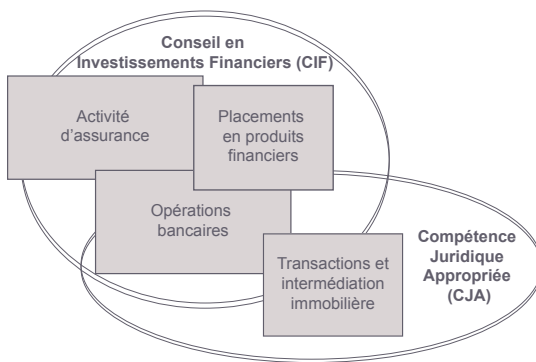 Conseil en
Investissements Financiers (CIF)
Activité
d’assurance
Placements
en produits
financiers
Opérations
bancaires
Compétence
Juridique
Appropriée
(CJA)
Transactions et
intermédiation
immobilière